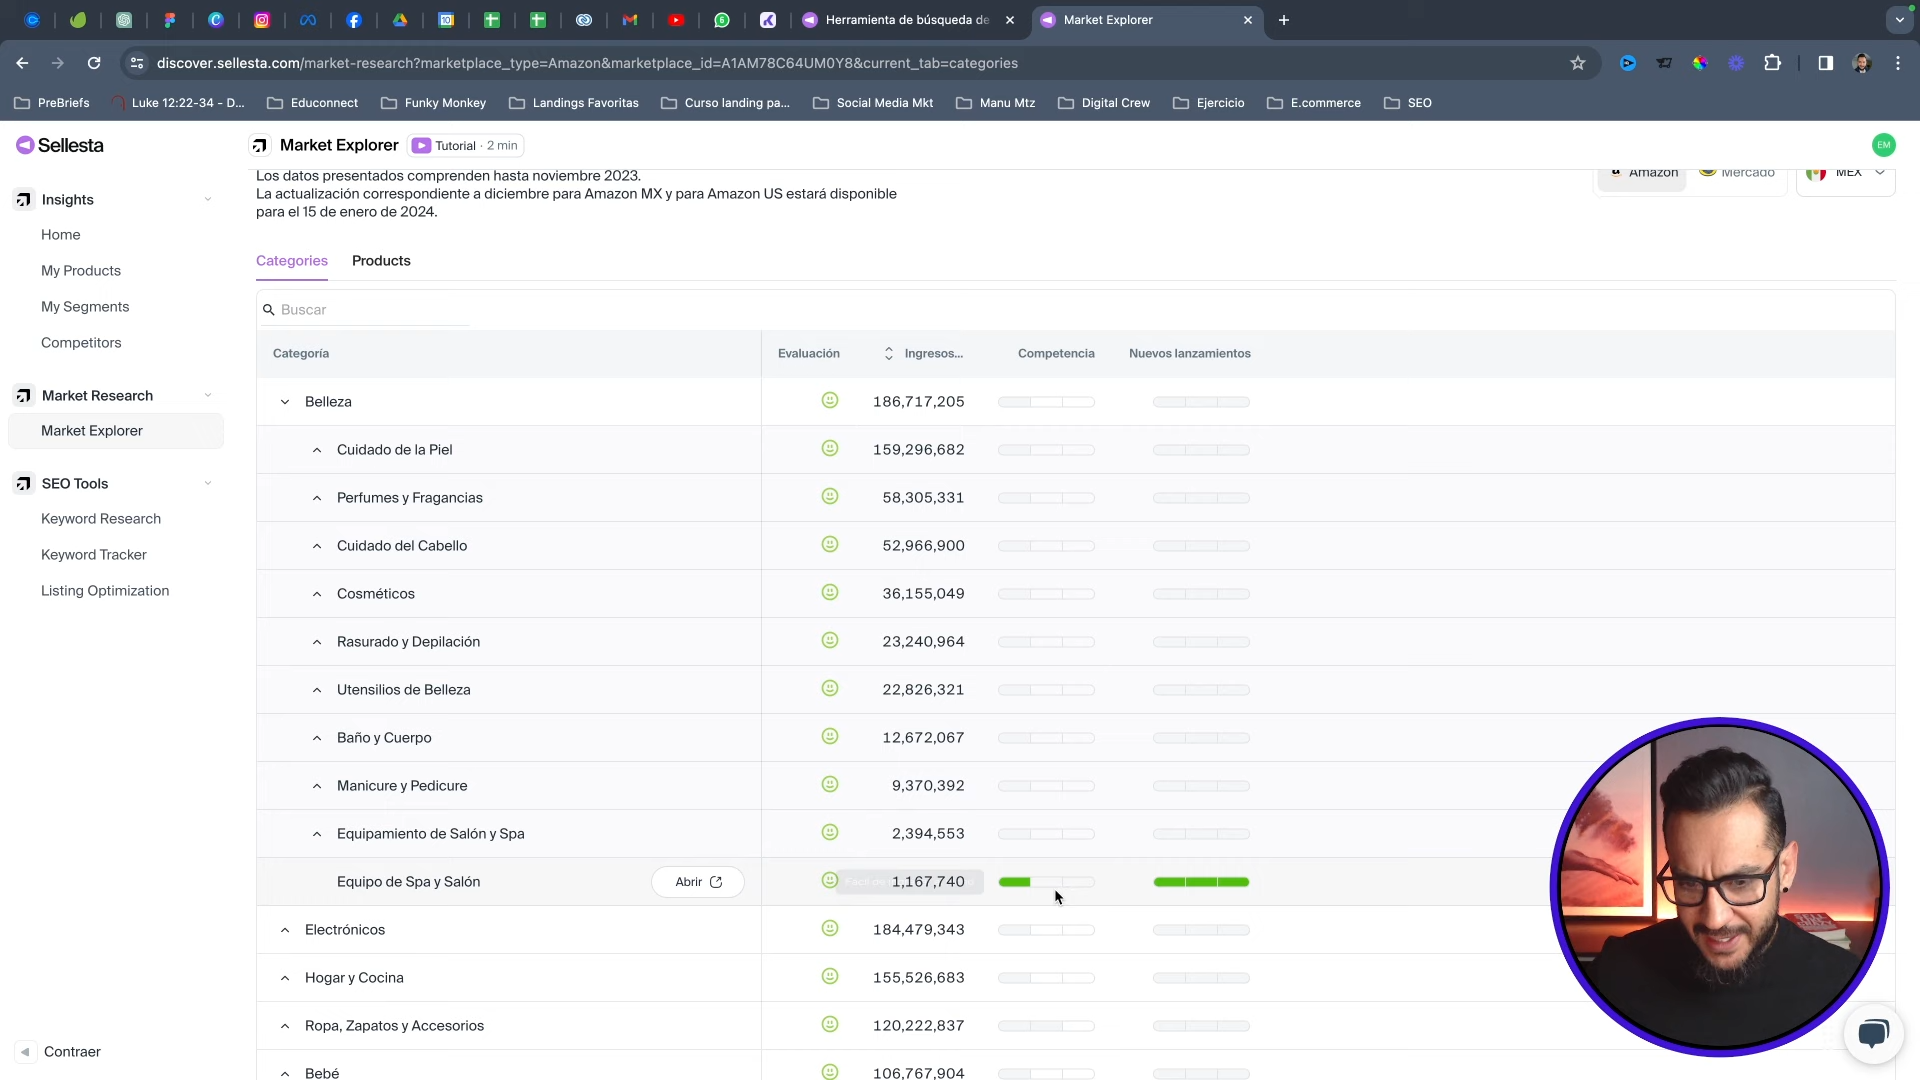 Herramienta de búsqueda de
Market Explorer
discover.sellesta.com/market-research?marketplace_type=Amazon&marketplace_id=A1AM78C64UM0Y8&current_tab=categories
PreBriefs
Luke 12:22-34 - D...
Educonnect
Funky Monkey
Landings Favoritas
Curso landing pa...
Social Media Mkt
Manu Mtz
Digital Crew
Ejercicio
E.commerce
SEO
Sellesta
Market Explorer
Tutorial · 2 min
EM
Insights
Home
My Products
My Segments
Competitors
Market Research
Market Explorer
SEO Tools
Keyword Research
Keyword Tracker
Listing Optimization
Contraer
Los datos presentados comprenden hasta noviembre 2023.
La actualización correspondiente a diciembre para Amazon MX y para Amazon US estará disponible
para el 15 de enero de 2024.
Amazon
Mercado
MEX
Categories
Products
Buscar
Categoría
Evaluación
Ingresos...
Competencia
Nuevos lanzamientos
Belleza
186,717,205
Cuidado de la Piel
159,296,682
Perfumes y Fragancias
58,305,331
Cuidado del Cabello
52,966,900
Cosméticos
36,155,049
Rasurado y Depilación
23,240,964
Utensilios de Belleza
22,826,321
Baño y Cuerpo
12,672,067
Manicure y Pedicure
9,370,392
Equipamiento de Salón y Spa
2,394,553
Equipo de Spa y Salón
Abrir
1,167,740
Electrónicos
184,479,343
Hogar y Cocina
155,526,683
Ropa, Zapatos y Accesorios
120,222,837
Bebé
106,767,904